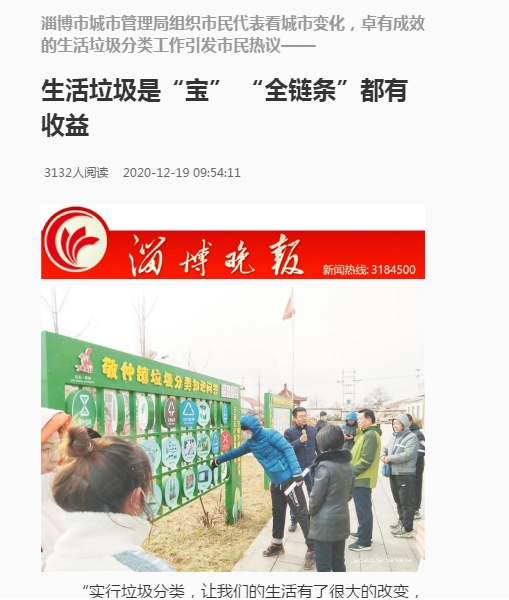 淄博市城市管理局组织市民代表看城市变化，卓有成效
的生活垃圾分类工作引发市民热议——
生活垃圾是“宝” “全链条”都有
收益
3132人阅读 2020-12-19 09:54:11
淄博晚报
新闻热线: 3184500
敬仲镇垃圾分类知识问答
“实行垃圾分类，让我们的生活有了很大的改变，